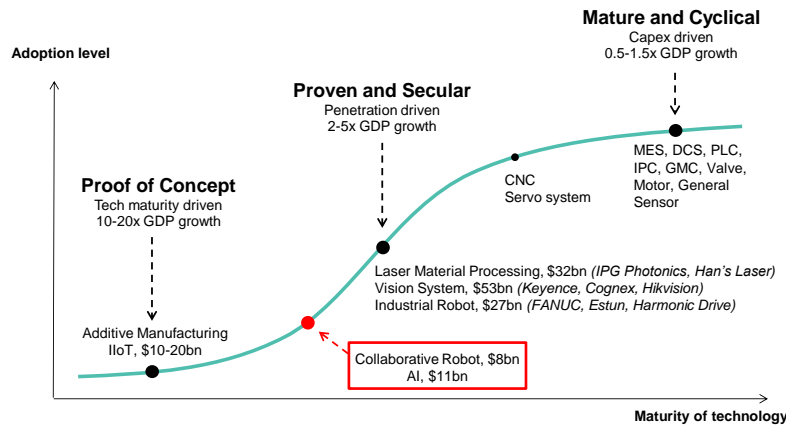 Adoption level
Mature and Cyclical
Capex driven
0.5-1.5x GDP growth
Proven and Secular
Penetration driven
2-5x GDP growth
Proof of Concept
Tech maturity driven
10-20x GDP growth
MES, DCS, PLC,
IPC, GMC, Valve,
Motor, General
Sensor
CNC
Servo system
Laser Material Processing, $32bn (IPG Photonics, Han's Laser)
Vision System, $53bn (Keyence, Cognex, Hikvision)
Industrial Robot, $27bn (FANUC, Estun, Harmonic Drive)
Additive Manufacturing
IIoT, $10-20bn
Collaborative Robot, $8bn
AI, $11bn
Maturity of technology